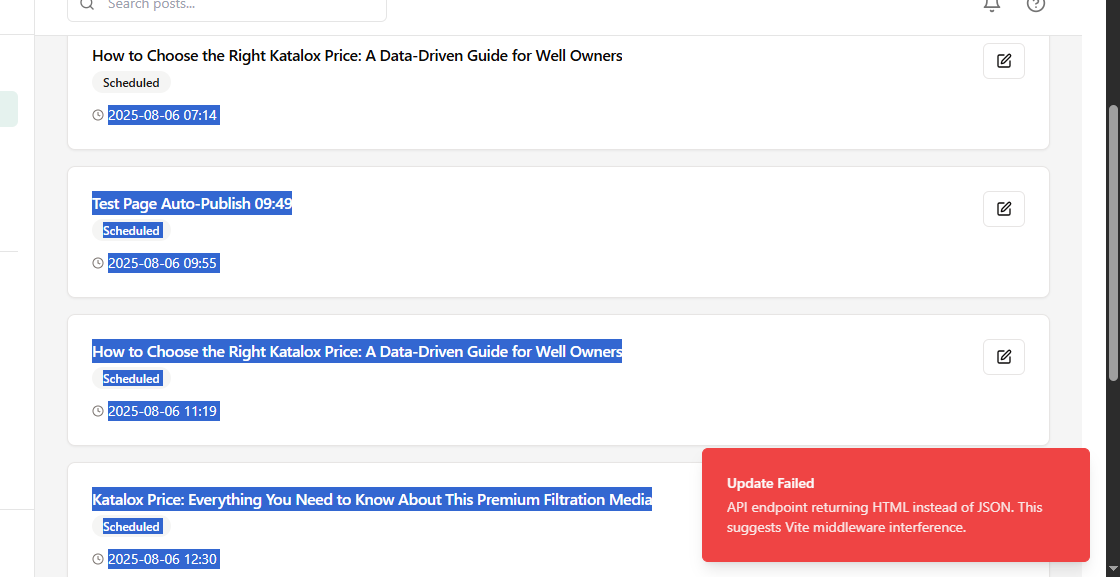 Search posts...
How to Choose the Right Katalox Price: A Data-Driven Guide for Well Owners
Scheduled
2025-08-06 07:14
Test Page Auto-Publish 09:49
Scheduled
2025-08-06 09:55
How to Choose the Right Katalox Price: A Data-Driven Guide for Well Owners
Scheduled
2025-08-06 11:19
Katalox Price: Everything You Need to Know About This Premium Filtration Media
Scheduled
2025-08-06 12:30
Update Failed
API endpoint returning HTML instead of JSON. This
suggests Vite middleware interference.